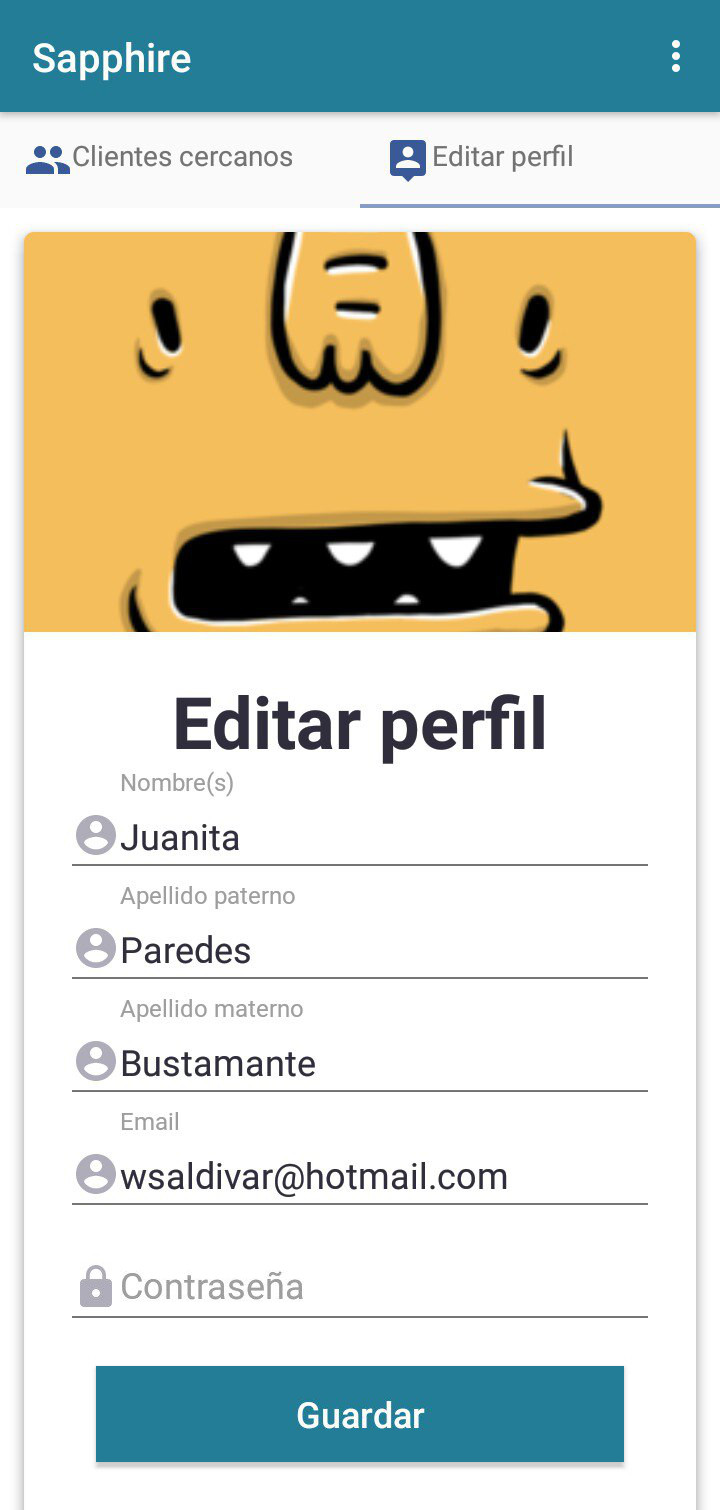 Sapphire
Clientes cercanos
Editar perfil
Editar perfil
Nombre(s)
Juanita
Apellido paterno
Paredes
Apellido materno
Bustamante
Email
wsaldivar@hotmail.com
Contraseña
Guardar